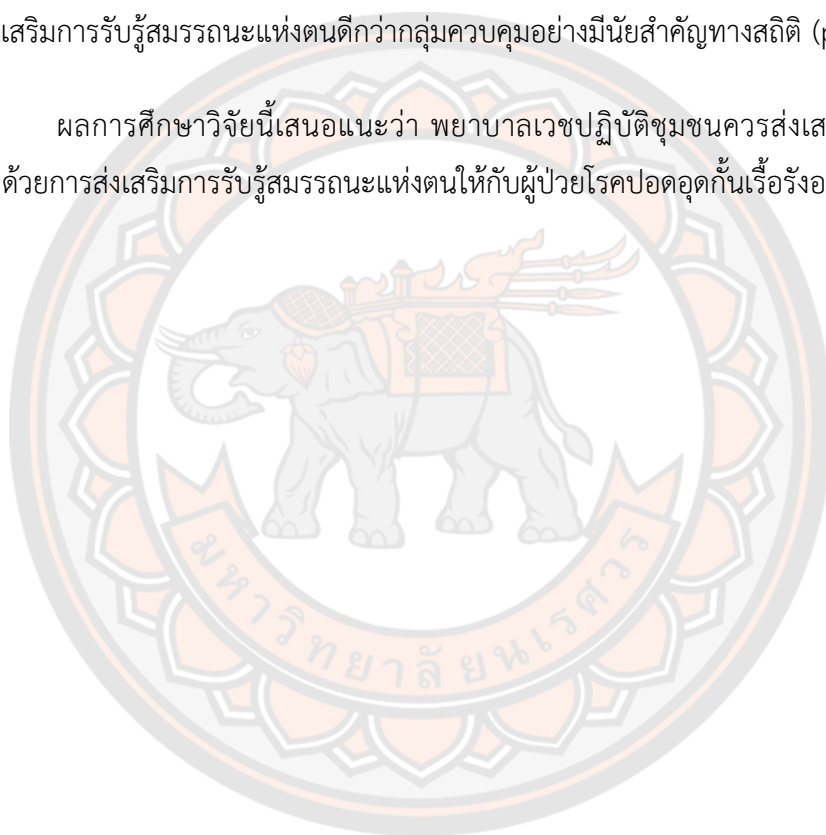 เสริมการรับรู้สมรรถนะแห่งตนดีกว่ากลุ่มควบคุมอย่างมีนัยสำคัญทางสถิติ (p
ผลการศึกษาวิจัยนี้เสนอแนะว่า พยาบาลเวชปฏิบัติชุมชนควรส่งเส
ด้วยการส่งเสริมการรับรู้สมรรถนะแห่งตนให้กับผู้ป่วยโรคปอดอุดกั้นเรื้อรังอ
มหาวิทยาลัยนเรศวร